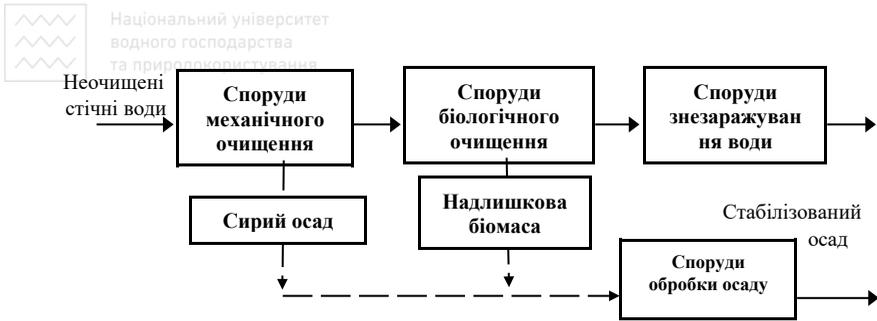 Національний університет
водного господарства
та природокористування
Неочищені
стічні води
Споруди
механічного
очищення
Споруди
біологічного
очищення
Споруди
знезаражуван
ня води
Сирий осад
Надлишкова
біомаса
Стабілізований
осад
Споруди
обробки осаду